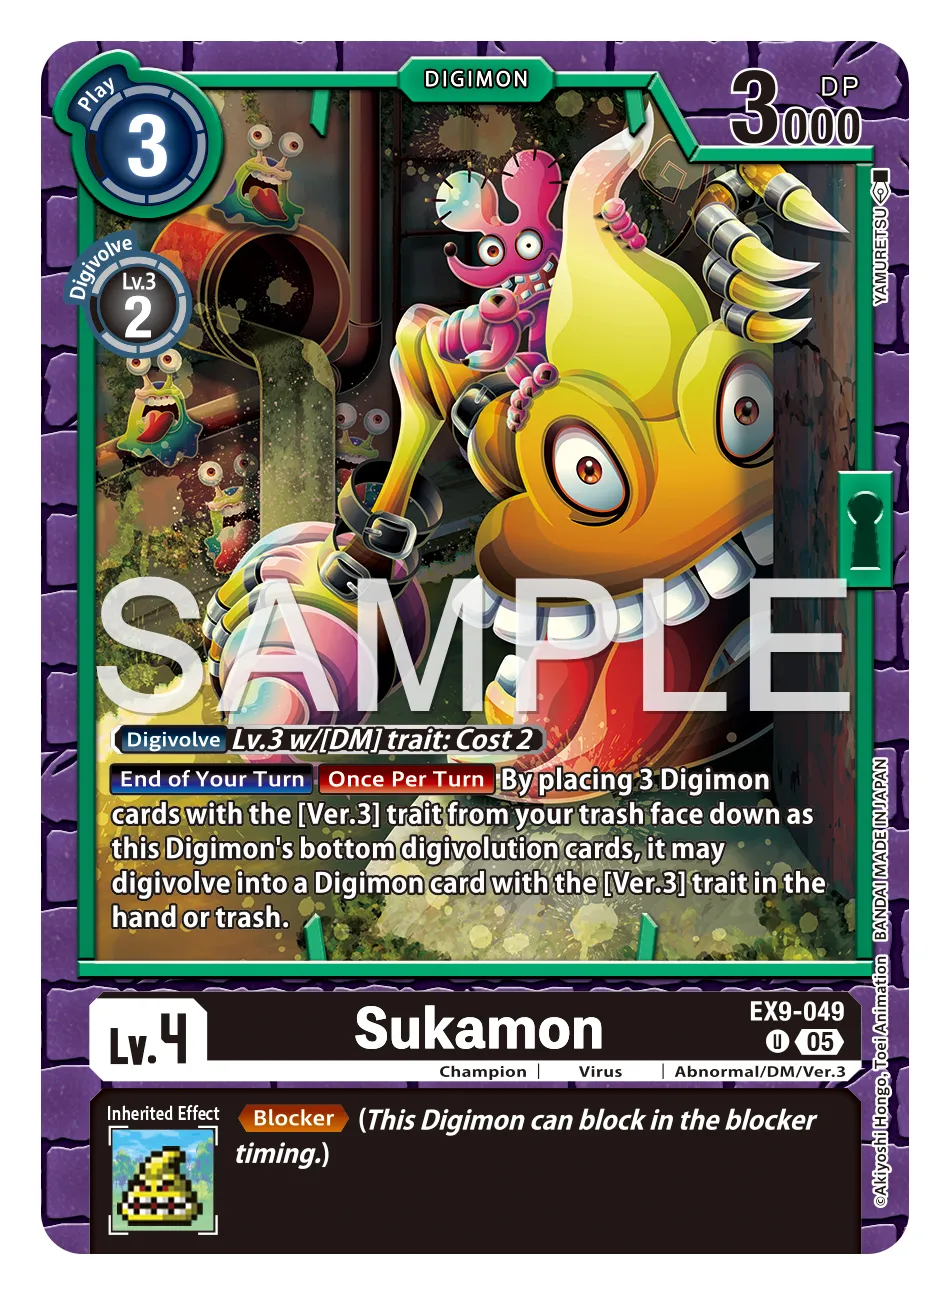 DIGIMON
Play
3
DP
3000
Digivolve
Lv.3
2
YAMURETSU
SAMPLE
Digivolve Lv.3 w/[DM] trait: Cost 2
End of Your Turn Once Per Turn By placing 3 Digimon
cards with the [Ver.3] trait from your trash face down as
this Digimon's bottom digivolution cards, it may
digivolve into a Digimon card with the [Ver.3] trait in the
hand or trash.
©Akiyoshi Hongo, Toei Animation BANDAI MADE IN JAPAN
Lv.4
Sukamon
EX9-049
U 05
Champion | Virus | Abnormal/DM/Ver.3
Inherited Effect
Blocker (This Digimon can block in the blocker
timing.)